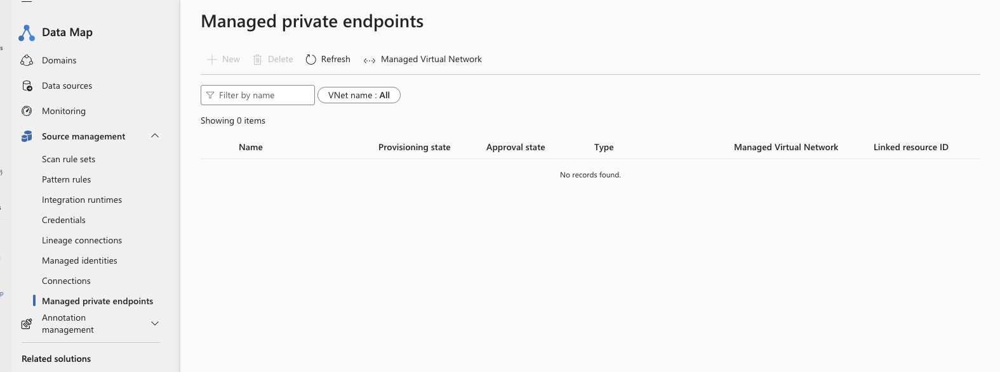 Data Map
Domains
Data sources
Monitoring
Source management
Scan rule sets
Pattern rules
Integration runtimes
Credentials
Lineage connections
Managed identities
Connections
Managed private endpoints
Annotation
management
Related solutions
Managed private endpoints
New Delete Refresh Managed Virtual Network
Filter by name VNet name : All
Showing 0 items
Name Provisioning state Approval state Type Managed Virtual Network Linked resource ID
No records found.